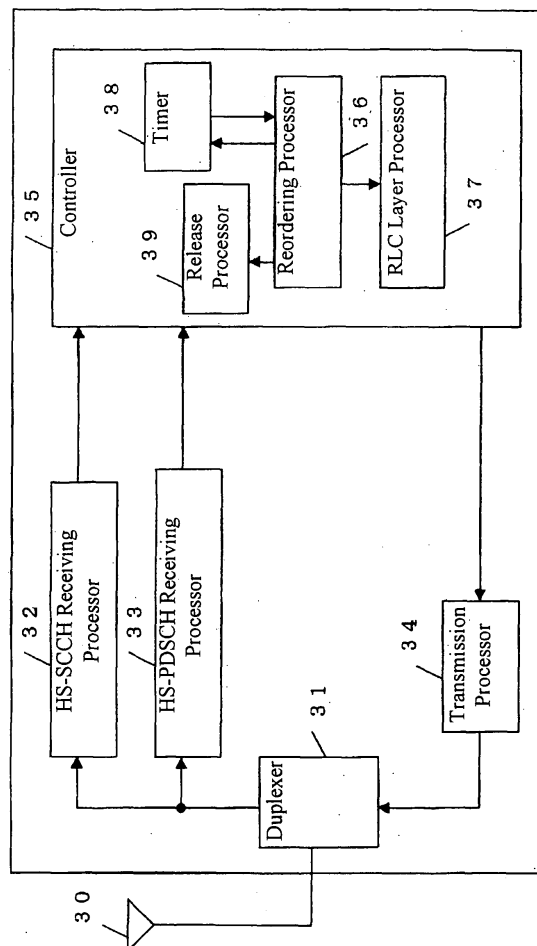 ３０
Duplexer
３１
３２
HS-SCCH Receiving
Processor
３３
HS-PDSCH Receiving
Processor
３４
Transmission
Processor
３５
Controller
３８
Timer
３９
Release
Processor
Reordering Processor
３６
RLC Layer Processor
３７